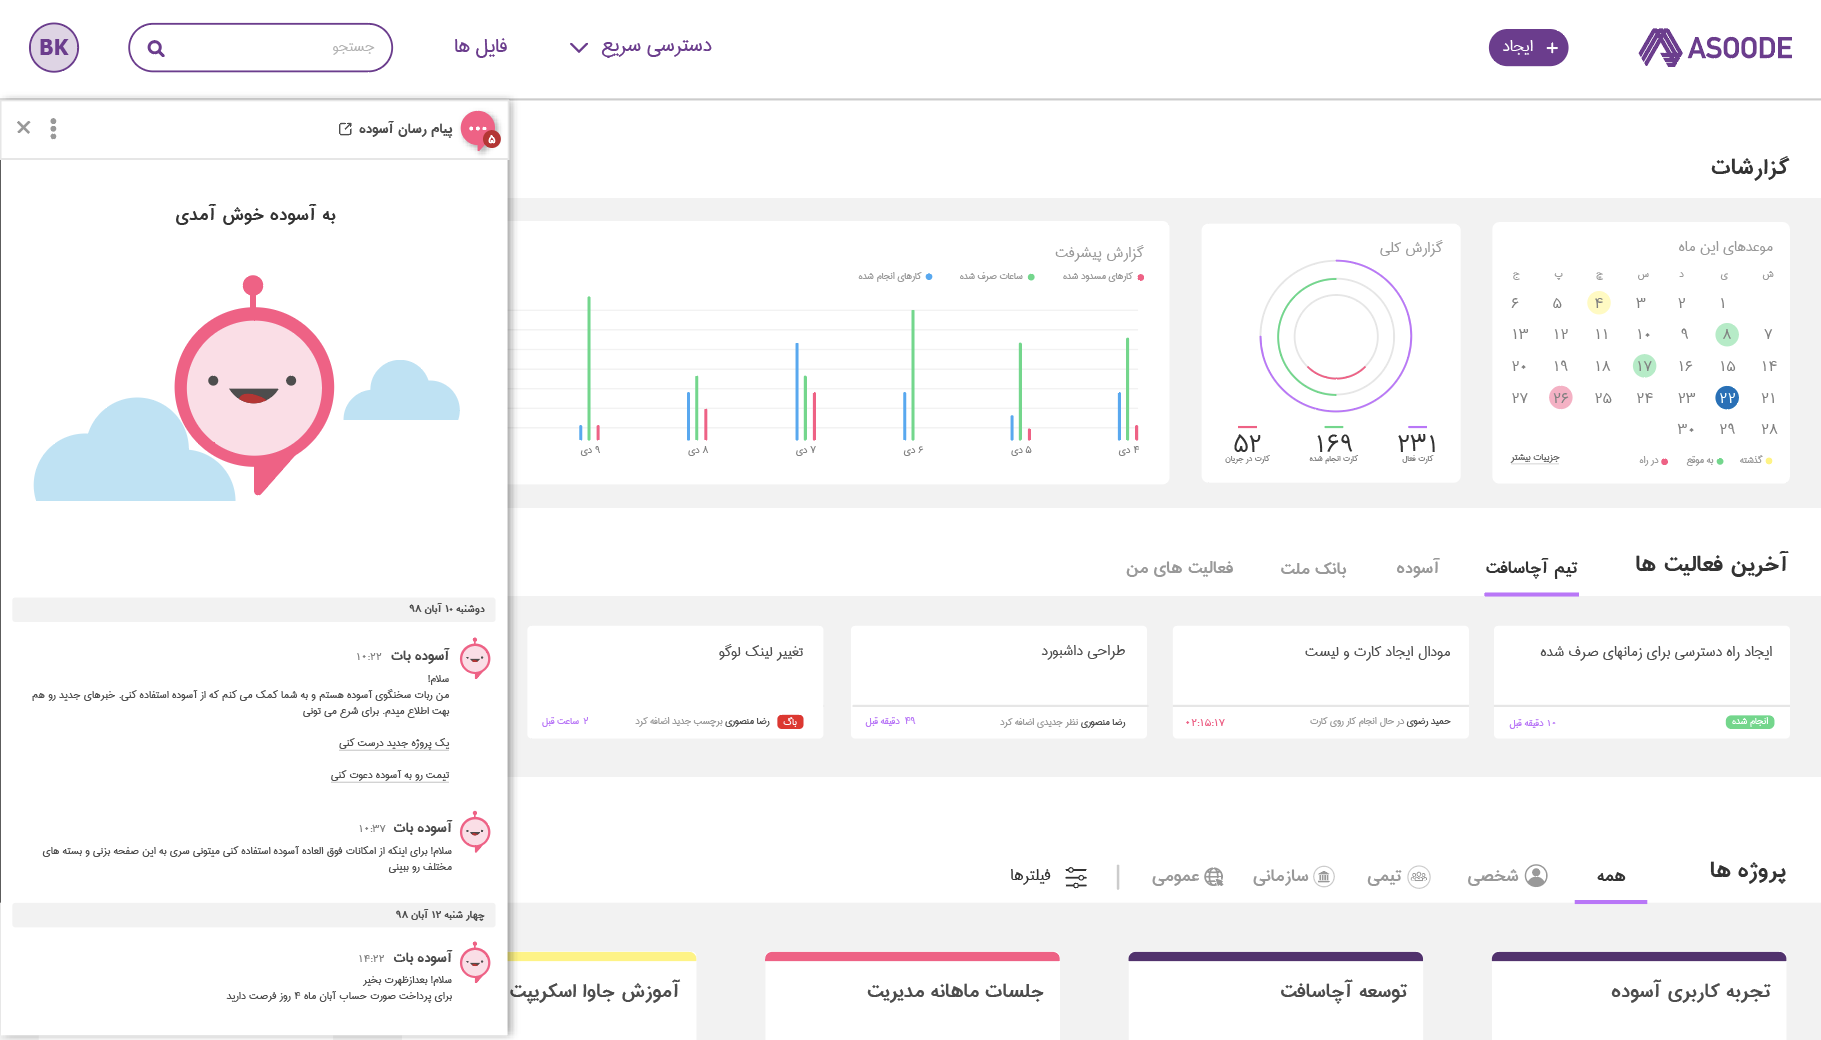 ASOODE
+ ایجاد
دسترسی سریع
فایل ها
جستجو
BK
پیام رسان آسوده
۵
به آسوده خوش آمدی
دوشنبه ۱۰ آبان ۹۸
آسوده بات ۱۰:۲۲
سلام!
من ربات سخنگوی آسوده هستم و به شما کمک می کنم که از آسوده استفاده کنی. خبرهای جدید رو هم
بهت اطلاع میدم. برای شرع می تونی
یک پروژه جدید درست کنی
تیمت رو به آسوده دعوت کنی
آسوده بات ۱۰:۳۷
سلام! برای اینکه از امکانات فوق العاده آسوده استفاده کنی میتونی سری به این صفحه بزنی و بسته های
مختلف رو ببینی
چهار شنبه ۱۲ آبان ۹۸
آسوده بات ۱۴:۲۲
سلام! بعدازظهرت بخیر
برای پرداخت صورت حساب آبان ماه ۴ روز فرصت دارید
گزارشات
موعدهای این ماه
ش ی د س چ پ ج
۱ ۲ ۳ ۴ ۵ ۶
۷ ۸ ۹ ۱۰ ۱۱ ۱۲ ۱۳
۱۴ ۱۵ ۱۶ ۱۷ ۱۸ ۱۹ ۲۰
۲۱ ۲۲ ۲۳ ۲۴ ۲۵ ۲۶ ۲۷
۲۸ ۲۹ ۳۰
گذشته به موقع در راه
جزییات بیشتر
گزارش کلی
۲۳۱ ۱۶۹ ۵۲
کارت فعال کارت انجام شده کارت در جریان
گزارش پیشرفت
کارهای مسدود شده ساعات صرف شده کارهای انجام شده
۴ دی ۵ دی ۶ دی ۷ دی ۸ دی ۹ دی
آخرین فعالیت ها
تیم آچاسافت
آسوده
بانک ملت
فعالیت های من
ایجاد راه دسترسی برای زمانهای صرف شده
انجام شده
۱۰ دقیقه قبل
مودال ایجاد کارت و لیست
حمید رضوی در حال انجام کار روی کارت
۰۲:۱۵:۱۷
طراحی داشبورد
رضا منصوری نظر جدیدی اضافه کرد
۴۹ دقیقه قبل
تغییر لینک لوگو
باگ
رضا منصوری برچسب جدید اضافه کرد
۲ ساعت قبل
پروژه ها
همه
شخصی
تیمی
سازمانی
عمومی
فیلترها
تجربه کاربری آسوده
توسعه آچاسافت
جلسات ماهانه مدیریت
آموزش جاوا اسکریپت